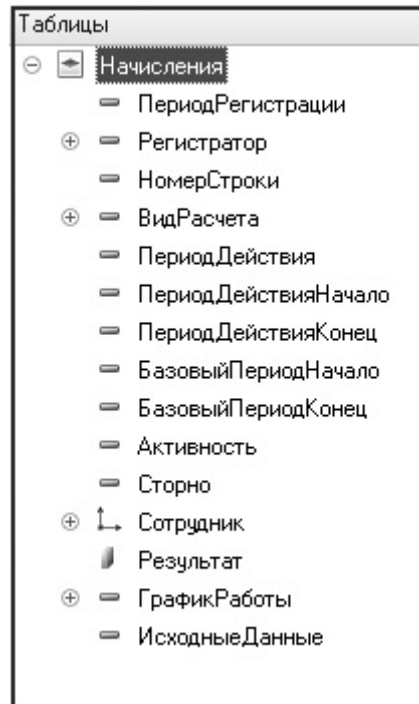 Таблицы
Начисления
ПериодРегистрации
Регистратор
НомерСтроки
ВидРасчета
ПериодДействия
ПериодДействияНачало
ПериодДействияКонец
БазовыйПериодНачало
БазовыйПериодКонец
Активность
Сторно
Сотрудник
Результат
ГрафикРаботы
ИсходныеДанные